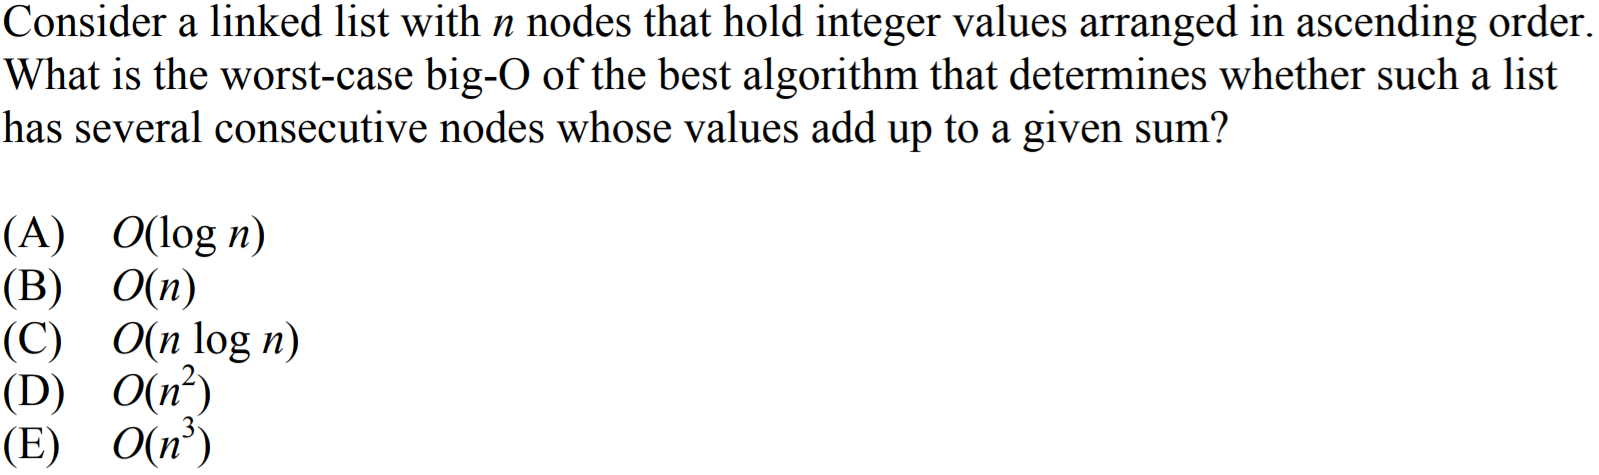 Consider a linked list with n nodes that hold integer values arranged in ascending order.
What is the worst-case big-O of the best algorithm that determines whether such a list
has several consecutive nodes whose values add up to a given sum?
(A) O(log n)
(B) O(n)
(C) O(n log n)
(D) O(n²)
(E) O(n³)